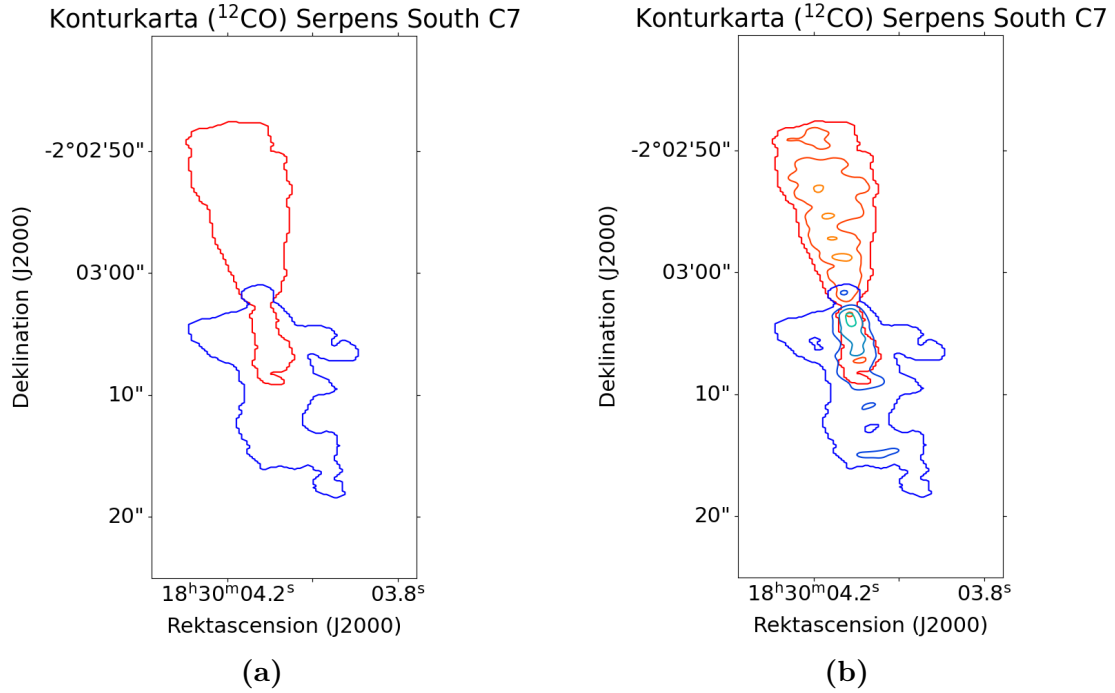 Konturkarta (¹²CO) Serpens South C7
-2°02'50"
03'00"
10"
20"
Deklination (J2000)
18ʰ30ᵐ04.2ˢ
03.8ˢ
Rektascension (J2000)
(a)
Konturkarta (¹²CO) Serpens South C7
-2°02'50"
03'00"
10"
20"
Deklination (J2000)
18ʰ30ᵐ04.2ˢ
03.8ˢ
Rektascension (J2000)
(b)